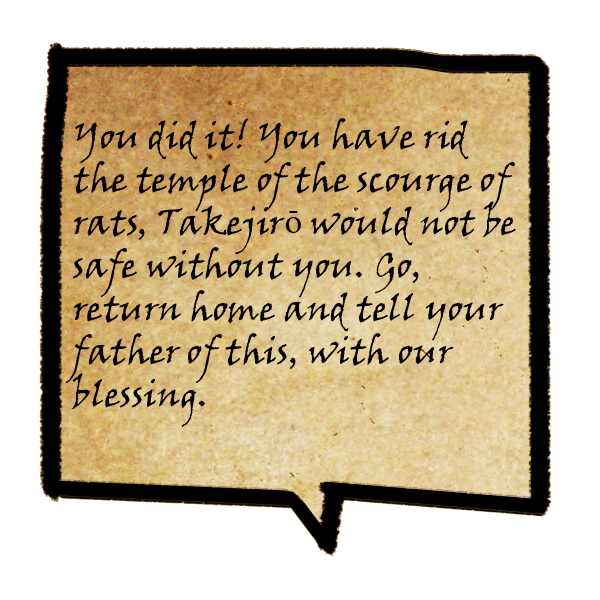 You did it! You have rid
the temple of the scourge of
rats, Takejirō would not be
safe without you. Go,
return home and tell your
father of this, with our
blessing.